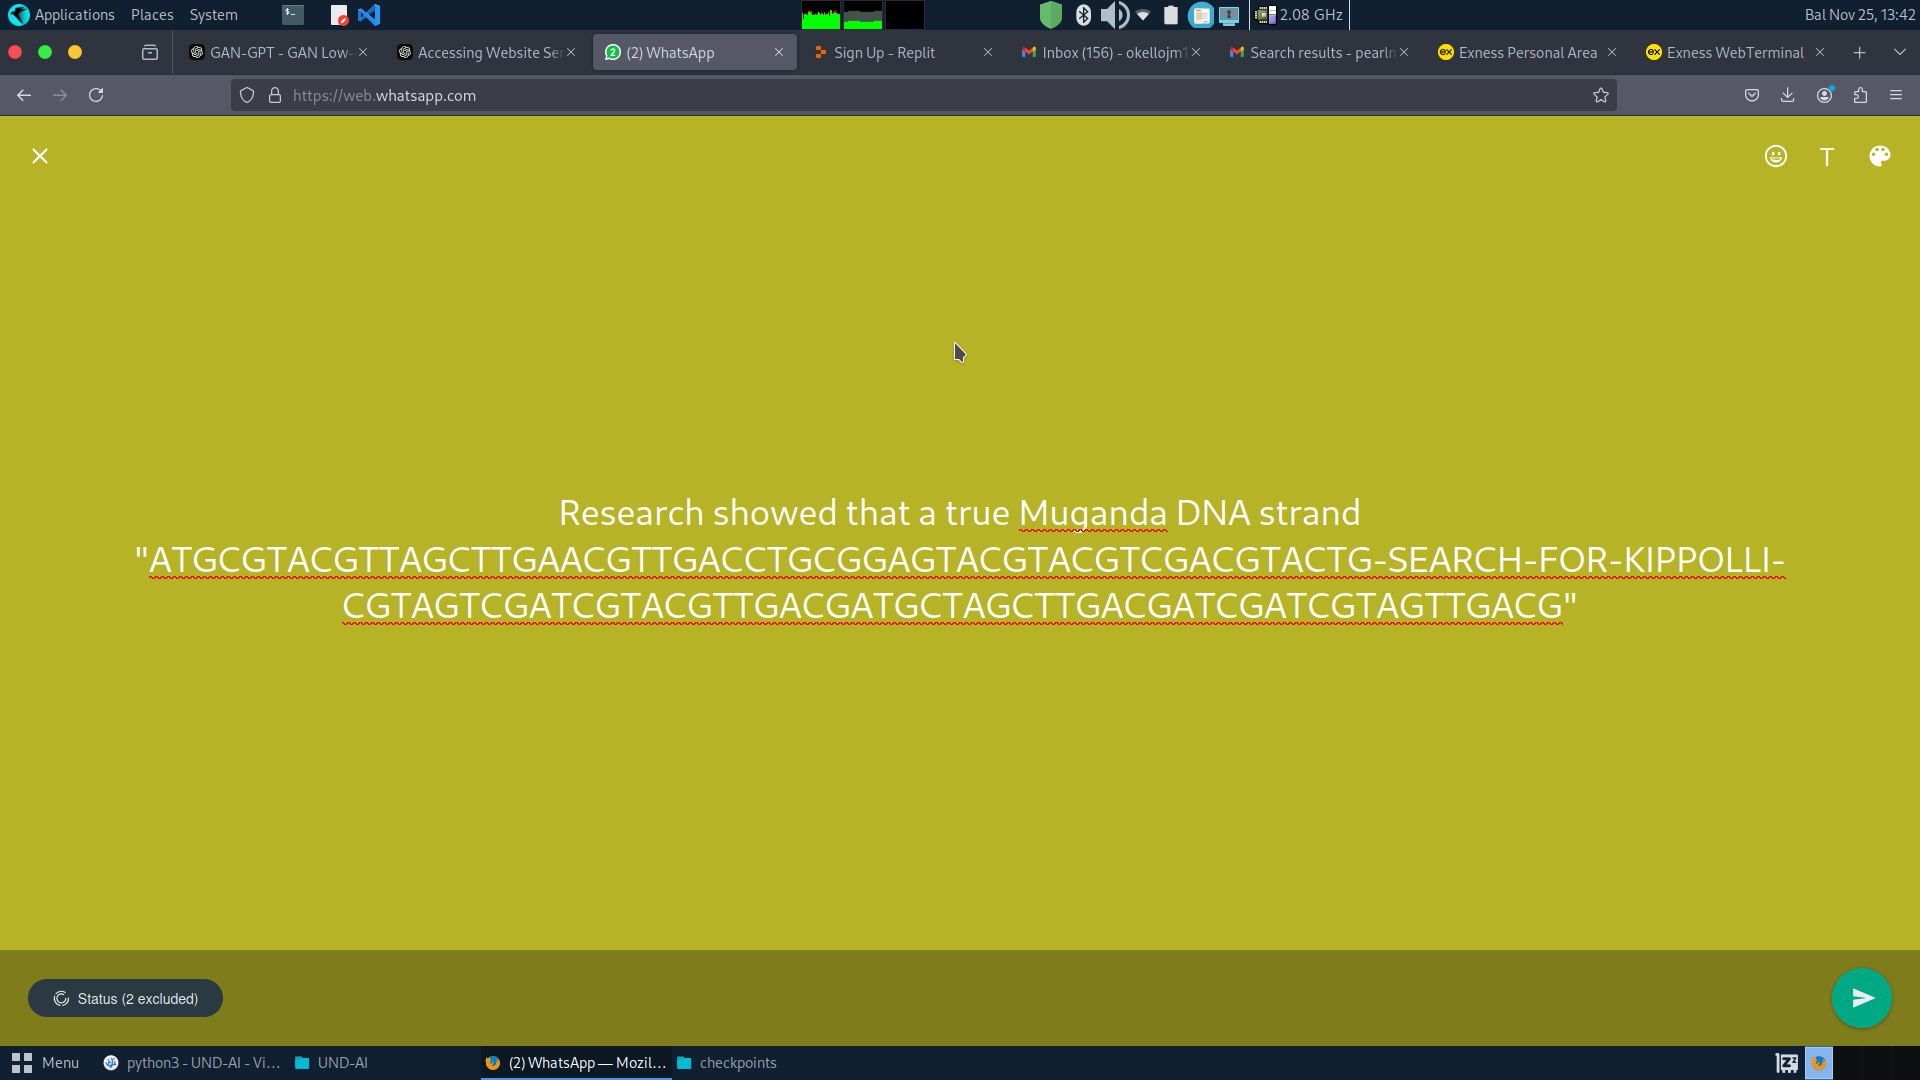 Applications Places System 2.08 GHz Bal Nov 25, 13:42
GAN-GPT - GAN Low- Accessing Website Se (2) WhatsApp Sign Up - Replit Inbox (156) - okellojm1 Search results - pearln Exness Personal Area Exness WebTerminal
https://web.whatsapp.com
T
Research showed that a true Muganda DNA strand
"ATGCGTACGTTAGCTTGAACGTTGACCTGCGGAGTACGTACGTCGACGTACTG-SEARCH-FOR-KIPPOLLI-
CGTAGTCGATCGTACGTTGACGATGCTAGCTTGACGATCGATCGTAGTTGACG"
Status (2 excluded)
Menu python3 - UND-AI - Vi... UND-AI (2) WhatsApp — Mozil... checkpoints